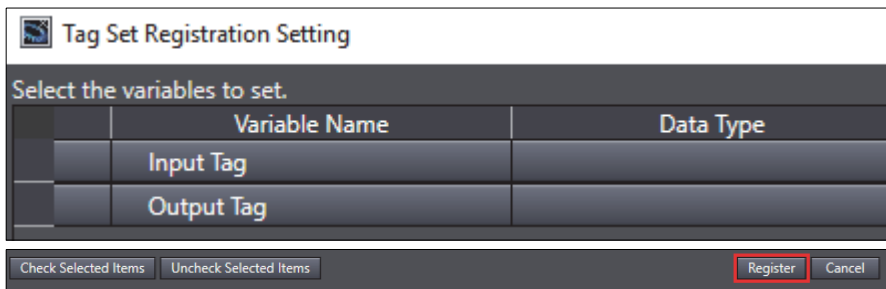 Tag Set Registration Setting
Select the variables to set.
Variable Name Data Type
Input Tag
Output Tag
Check Selected Items Uncheck Selected Items Register Cancel